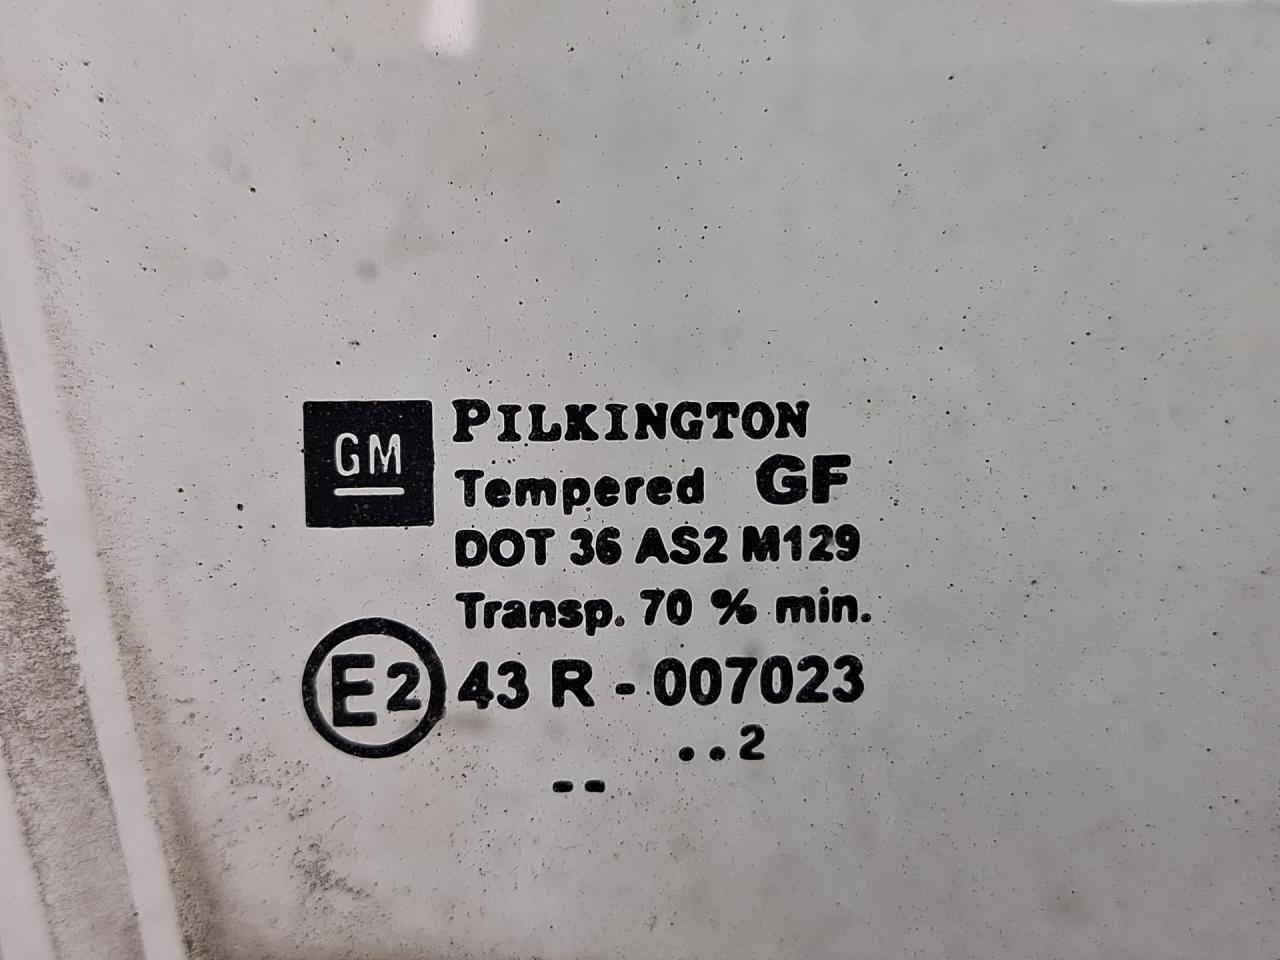 GM
PILKINGTON
Tempered GF
DOT 36 AS2 M129
Transp. 70 % min.
E2 43 R - 007023
..2
--